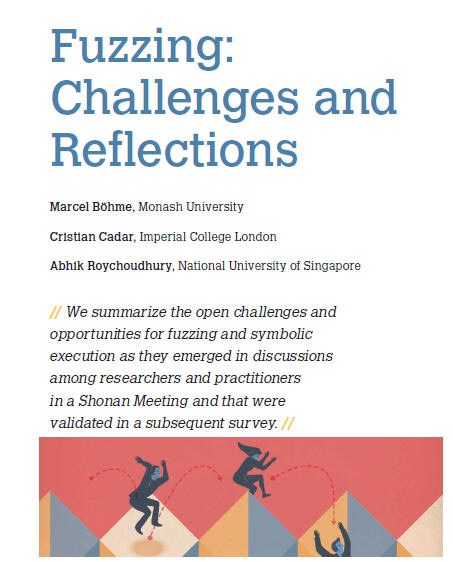 Fuzzing:
Challenges and
Reflections
Marcel Böhme, Monash University
Cristian Cadar, Imperial College London
Abhik Roychoudhury, National University of Singapore
// We summarize the open challenges and
opportunities for fuzzing and symbolic
execution as they emerged in discussions
among researchers and practitioners
in a Shonan Meeting and that were
validated in a subsequent survey. //